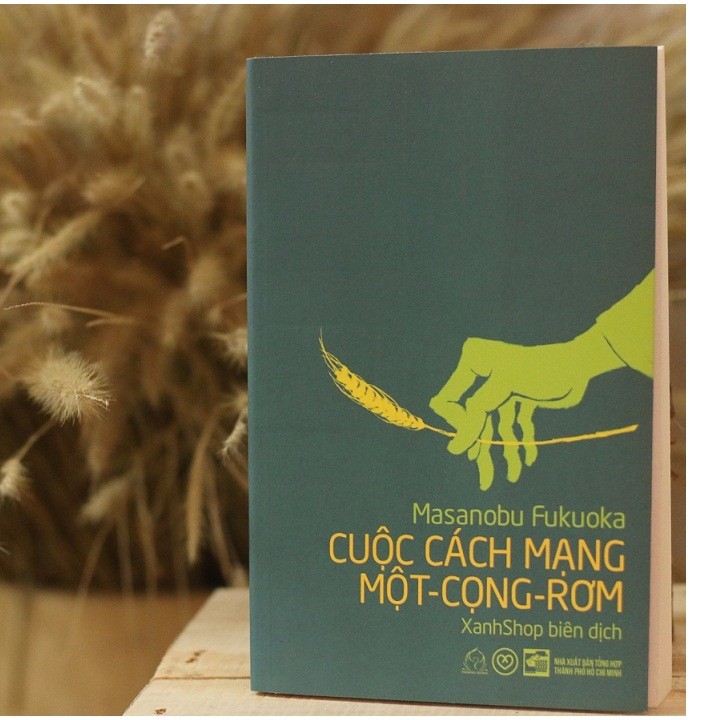 Masanobu Fukuoka
CUỘC CÁCH MẠNG
MỘT-CỌNG-RƠM
XanhShop biên dịch
NHÀ XUẤT BẢN TỔNG HỢP
THÀNH PHỐ HỒ CHÍ MINH